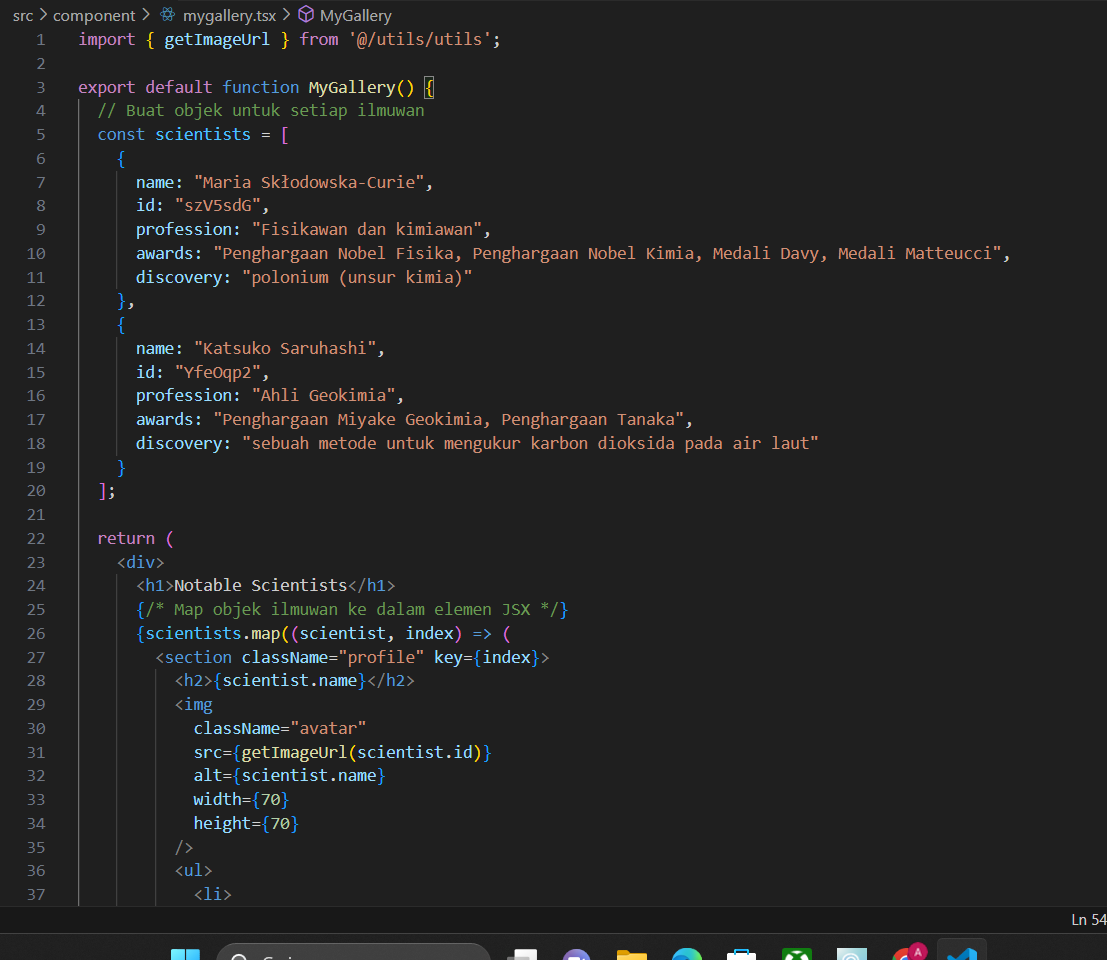 src > component > mygallery.tsx > MyGallery
1 import { getImageUrl } from '@/utils/utils';
2
3 export default function MyGallery() {
4 // Buat objek untuk setiap ilmuwan
5 const scientists = [
6 {
7 name: "Maria Skłodowska-Curie",
8 id: "szV5sdG",
9 profession: "Fisikawan dan kimiawan",
10 awards: "Penghargaan Nobel Fisika, Penghargaan Nobel Kimia, Medali Davy, Medali Matteucci",
11 discovery: "polonium (unsur kimia)"
12 },
13 {
14 name: "Katsuko Saruhashi",
15 id: "YfeOqp2",
16 profession: "Ahli Geokimia",
17 awards: "Penghargaan Miyake Geokimia, Penghargaan Tanaka",
18 discovery: "sebuah metode untuk mengukur karbon dioksida pada air laut"
19 }
20 ];
21
22 return (
23 <div>
24 <h1>Notable Scientists</h1>
25 {/* Map objek ilmuwan ke dalam elemen JSX */}
26 {scientists.map((scientist, index) => (
27 <section className="profile" key={index}>
28 <h2>{scientist.name}</h2>
29 <img
30 className="avatar"
31 src={getImageUrl(scientist.id)}
32 alt={scientist.name}
33 width={70}
34 height={70}
35 />
36 <ul>
37 <li>
Ln 54
A